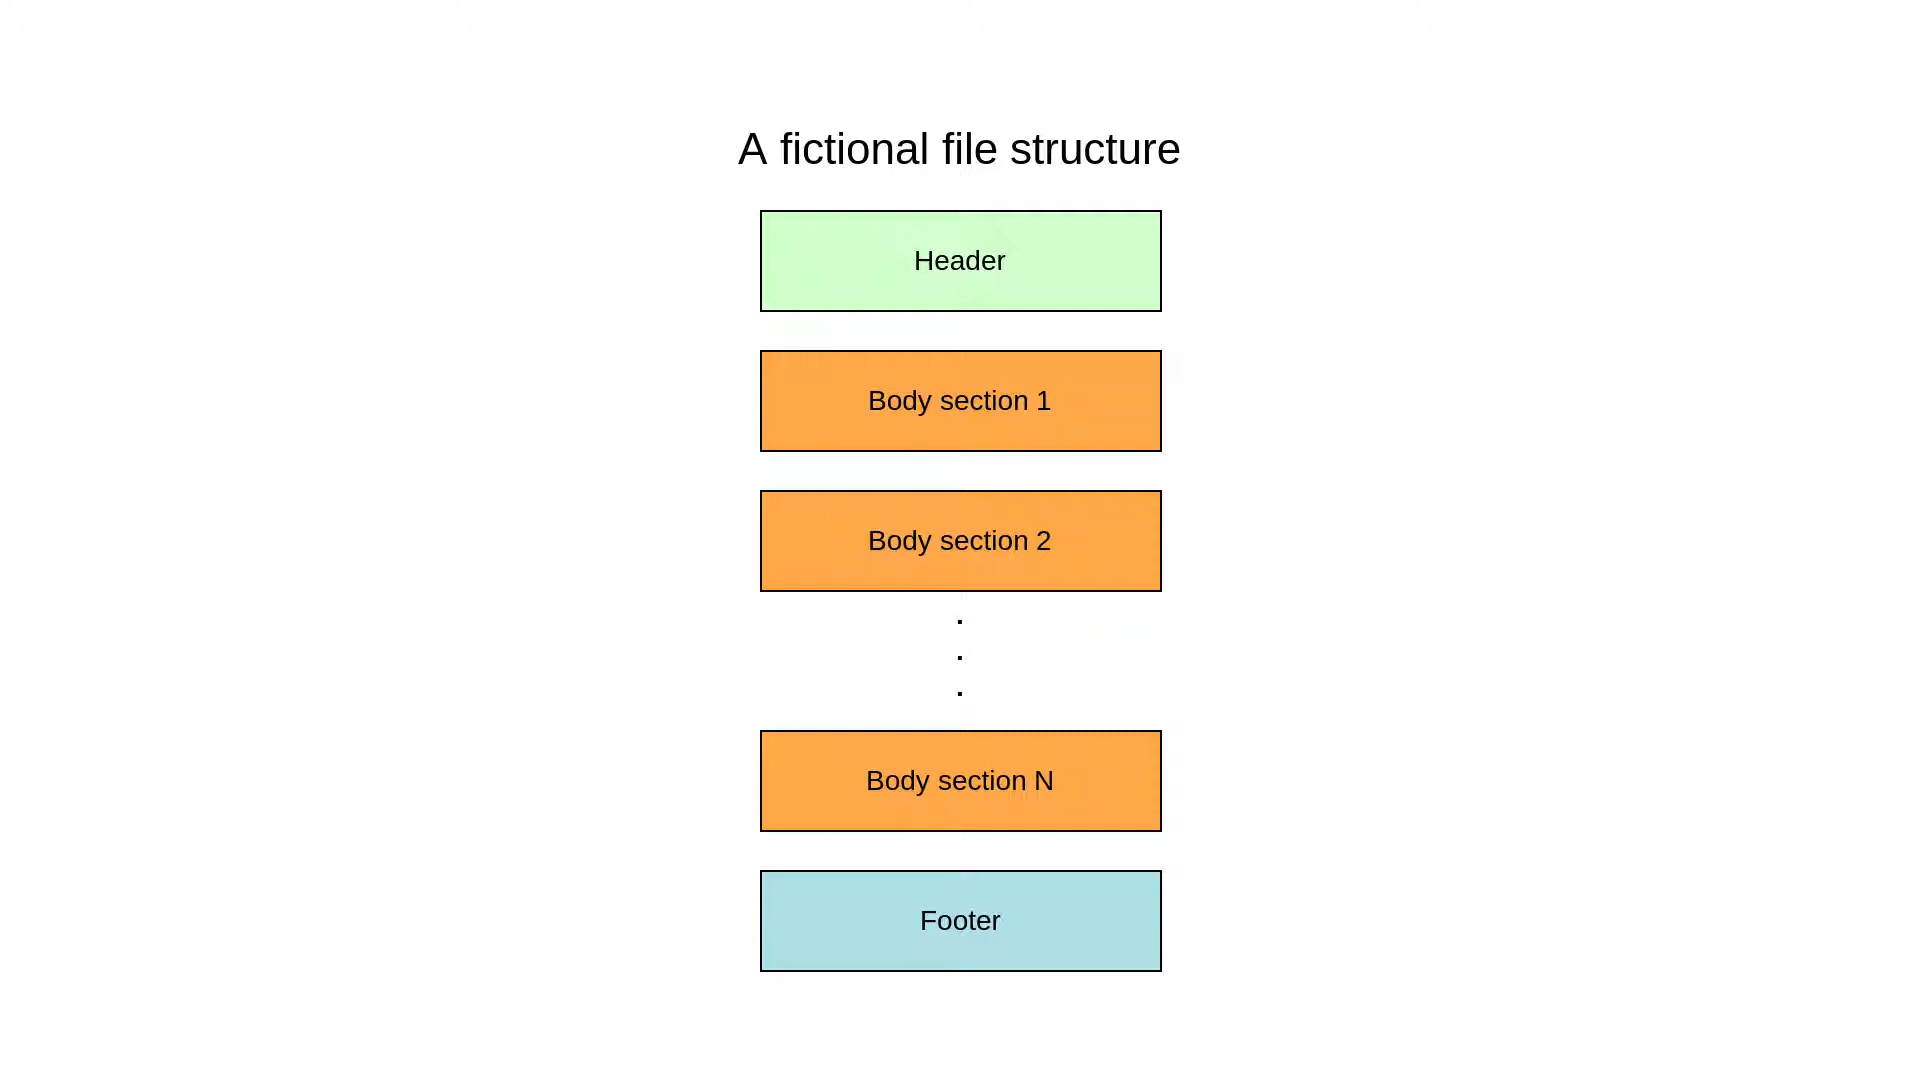 A fictional file structure
Header
Body section 1
Body section 2
.
.
.
Body section N
Footer